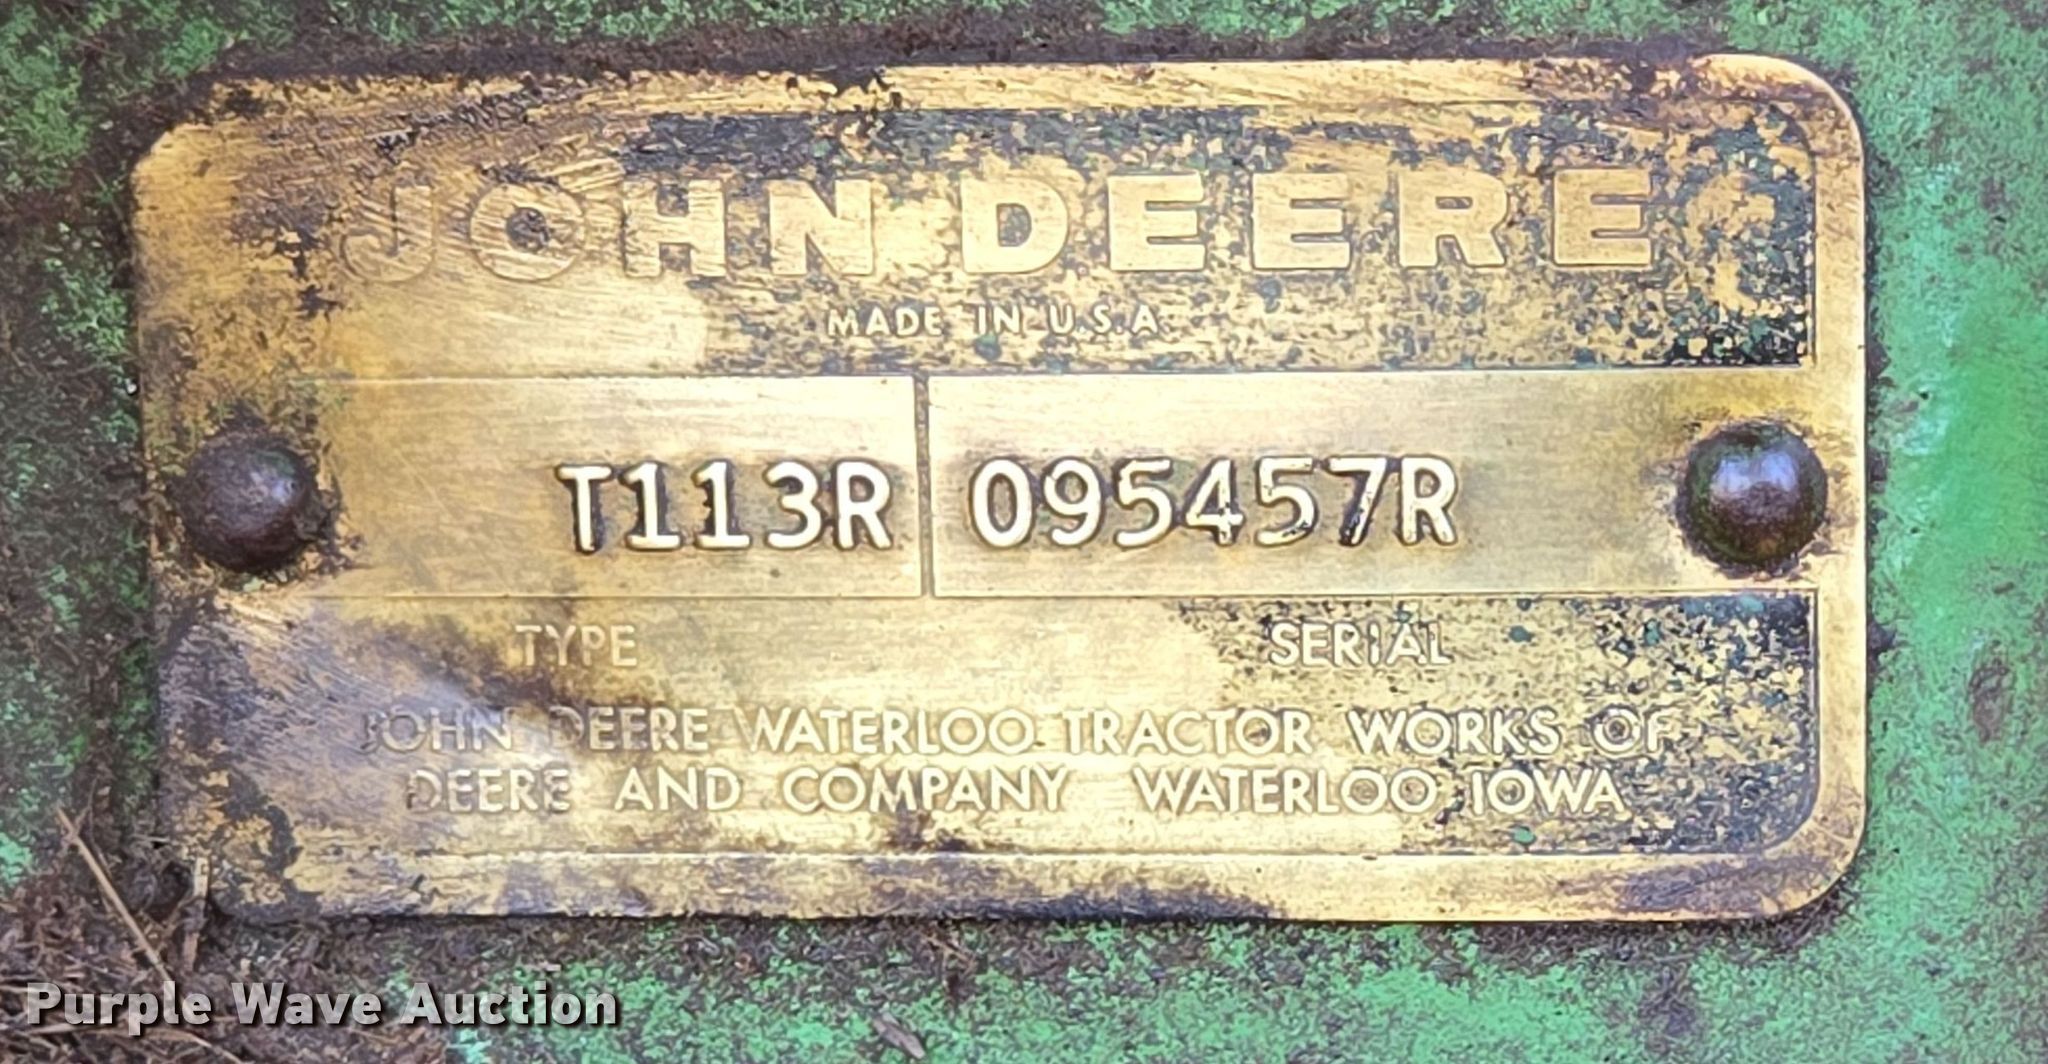 JOHN DEERE
MADE IN U.S.A.
T113R 095457R
TYPE SERIAL
JOHN DEERE WATERLOO TRACTOR WORKS OF
DEERE AND COMPANY WATERLOO IOWA
Purple Wave Auction